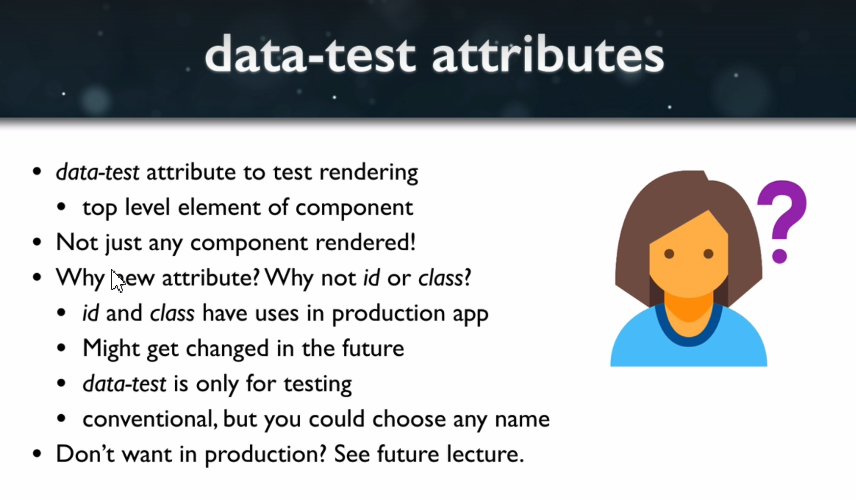 data-test attributes
• data-test attribute to test rendering
• top level element of component
• Not just any component rendered!
• Why new attribute? Why not id or class?
• id and class have uses in production app
• Might get changed in the future
• data-test is only for testing
• conventional, but you could choose any name
• Don’t want in production? See future lecture.
?